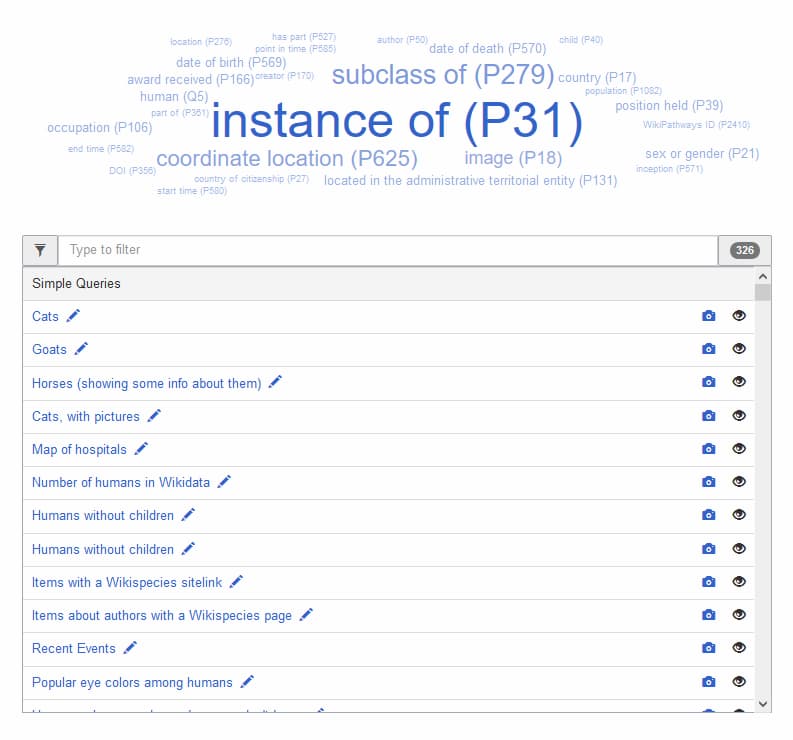 location (P276)
has part (P527)
author (P50)
child (P40)
point in time (P585)
date of death (P570)
date of birth (P569)
award received (P166)
creator (P170)
subclass of (P279)
country (P17)
population (P1082)
human (Q5)
part of (P361)
instance of (P31)
position held (P39)
occupation (P106)
WikiPathways ID (P2410)
end time (P582)
coordinate location (P625)
image (P18)
sex or gender (P21)
DOI (P356)
country of citizenship (P27)
located in the administrative territorial entity (P131)
inception (P571)
start time (P580)
Type to filter
326
Simple Queries
Cats
Goats
Horses (showing some info about them)
Cats, with pictures
Map of hospitals
Number of humans in Wikidata
Humans without children
Humans without children
Items with a Wikispecies sitelink
Items about authors with a Wikispecies page
Recent Events
Popular eye colors among humans